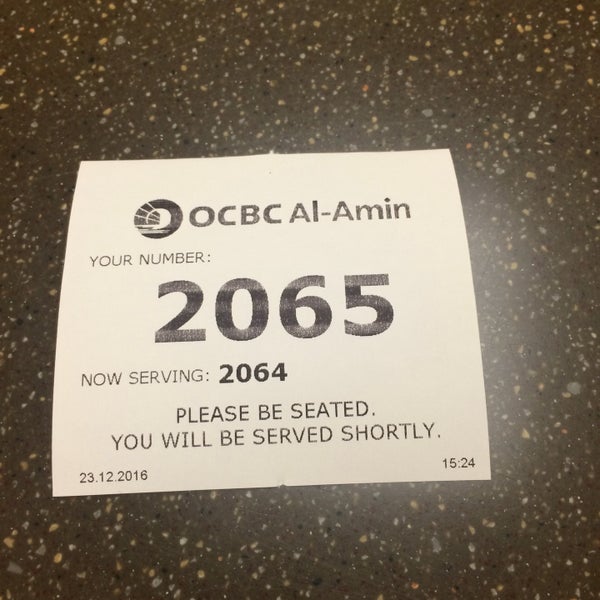 OCBC Al-Amin
YOUR NUMBER:
2065
NOW SERVING: 2064
PLEASE BE SEATED.
YOU WILL BE SERVED SHORTLY.
23.12.2016 15:24